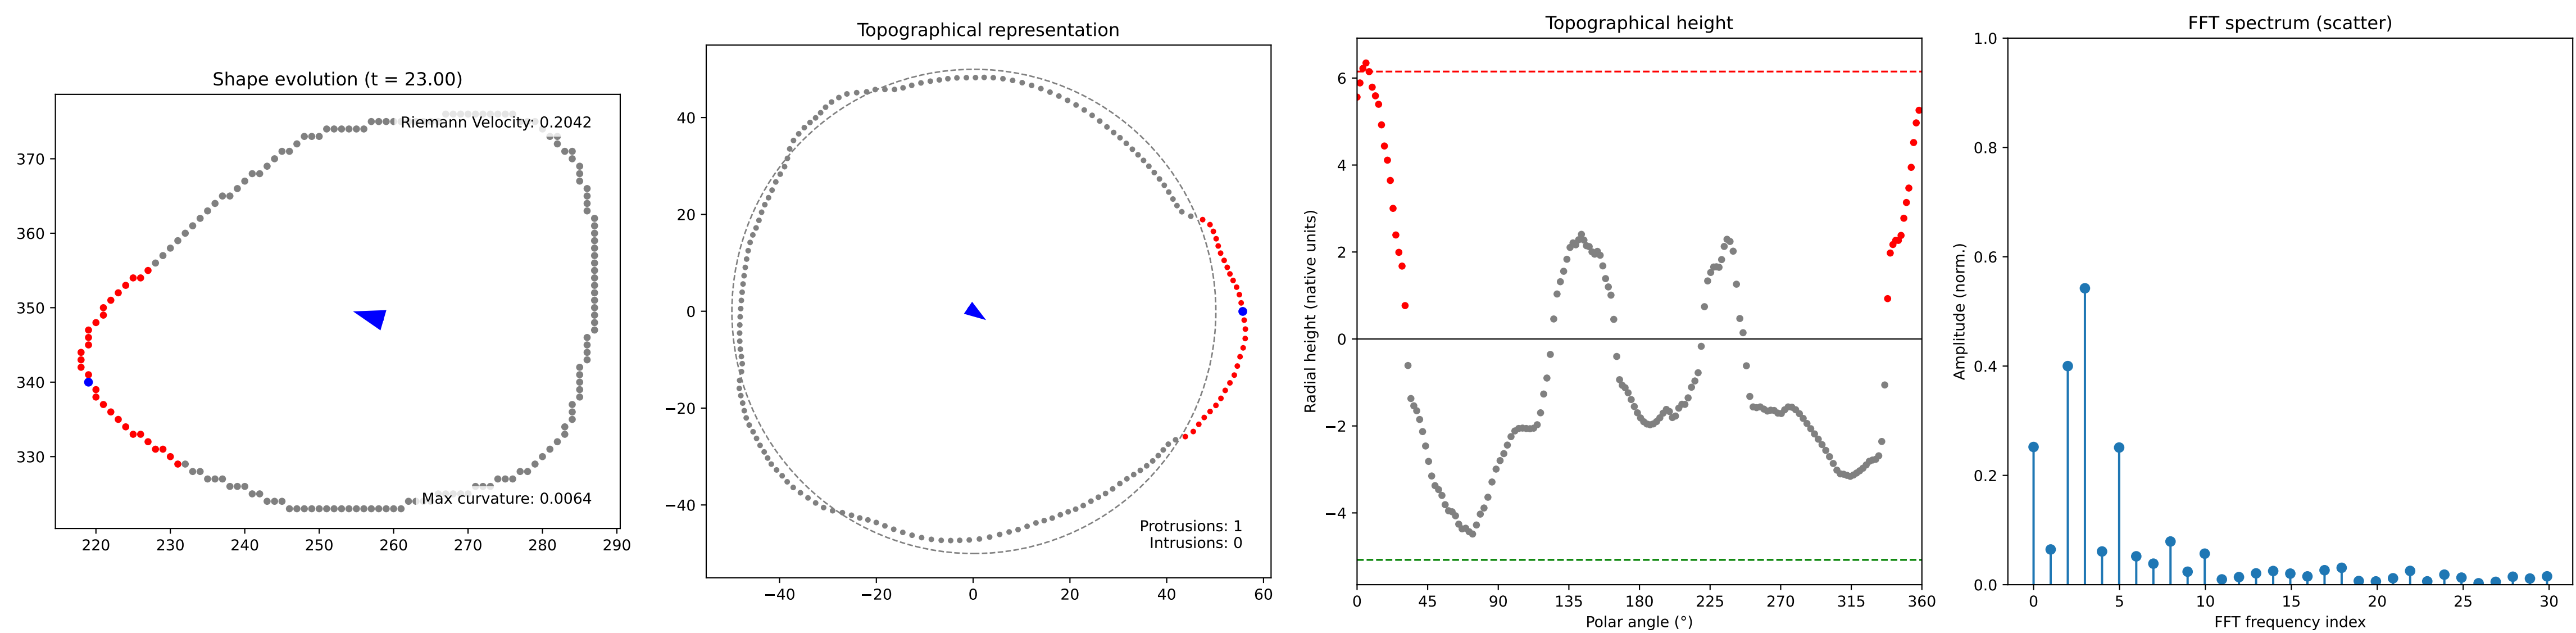 Shape evolution (t = 23.00)
Riemann Velocity: 0.2042
Max curvature: 0.0064
370
360
350
340
330
220 230 240 250 260 270 280 290
Topographical representation
40
20
0
−20
−40
−40 −20 0 20 40 60
Protrusions: 1
Intrusions: 0
Topographical height
Radial height (native units)
6
4
2
0
−2
−4
0 45 90 135 180 225 270 315 360
Polar angle (°)
FFT spectrum (scatter)
Amplitude (norm.)
1.0
0.8
0.6
0.4
0.2
0.0
0 5 10 15 20 25 30
FFT frequency index